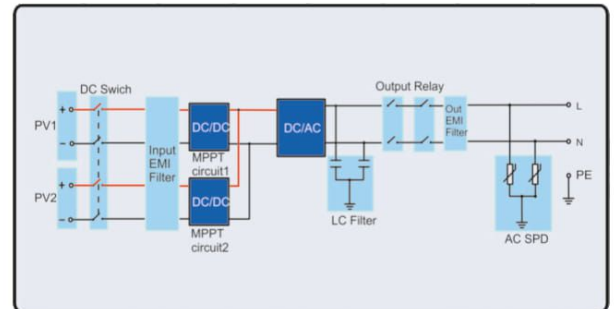 DC Swich
Output Relay
PV1
+
−
PV2
+
−
Input
EMI
Filter
DC/DC
MPPT
circuit1
DC/DC
MPPT
circuit2
DC/AC
LC Filter
Out
EMI
Filter
L
N
PE
AC SPD